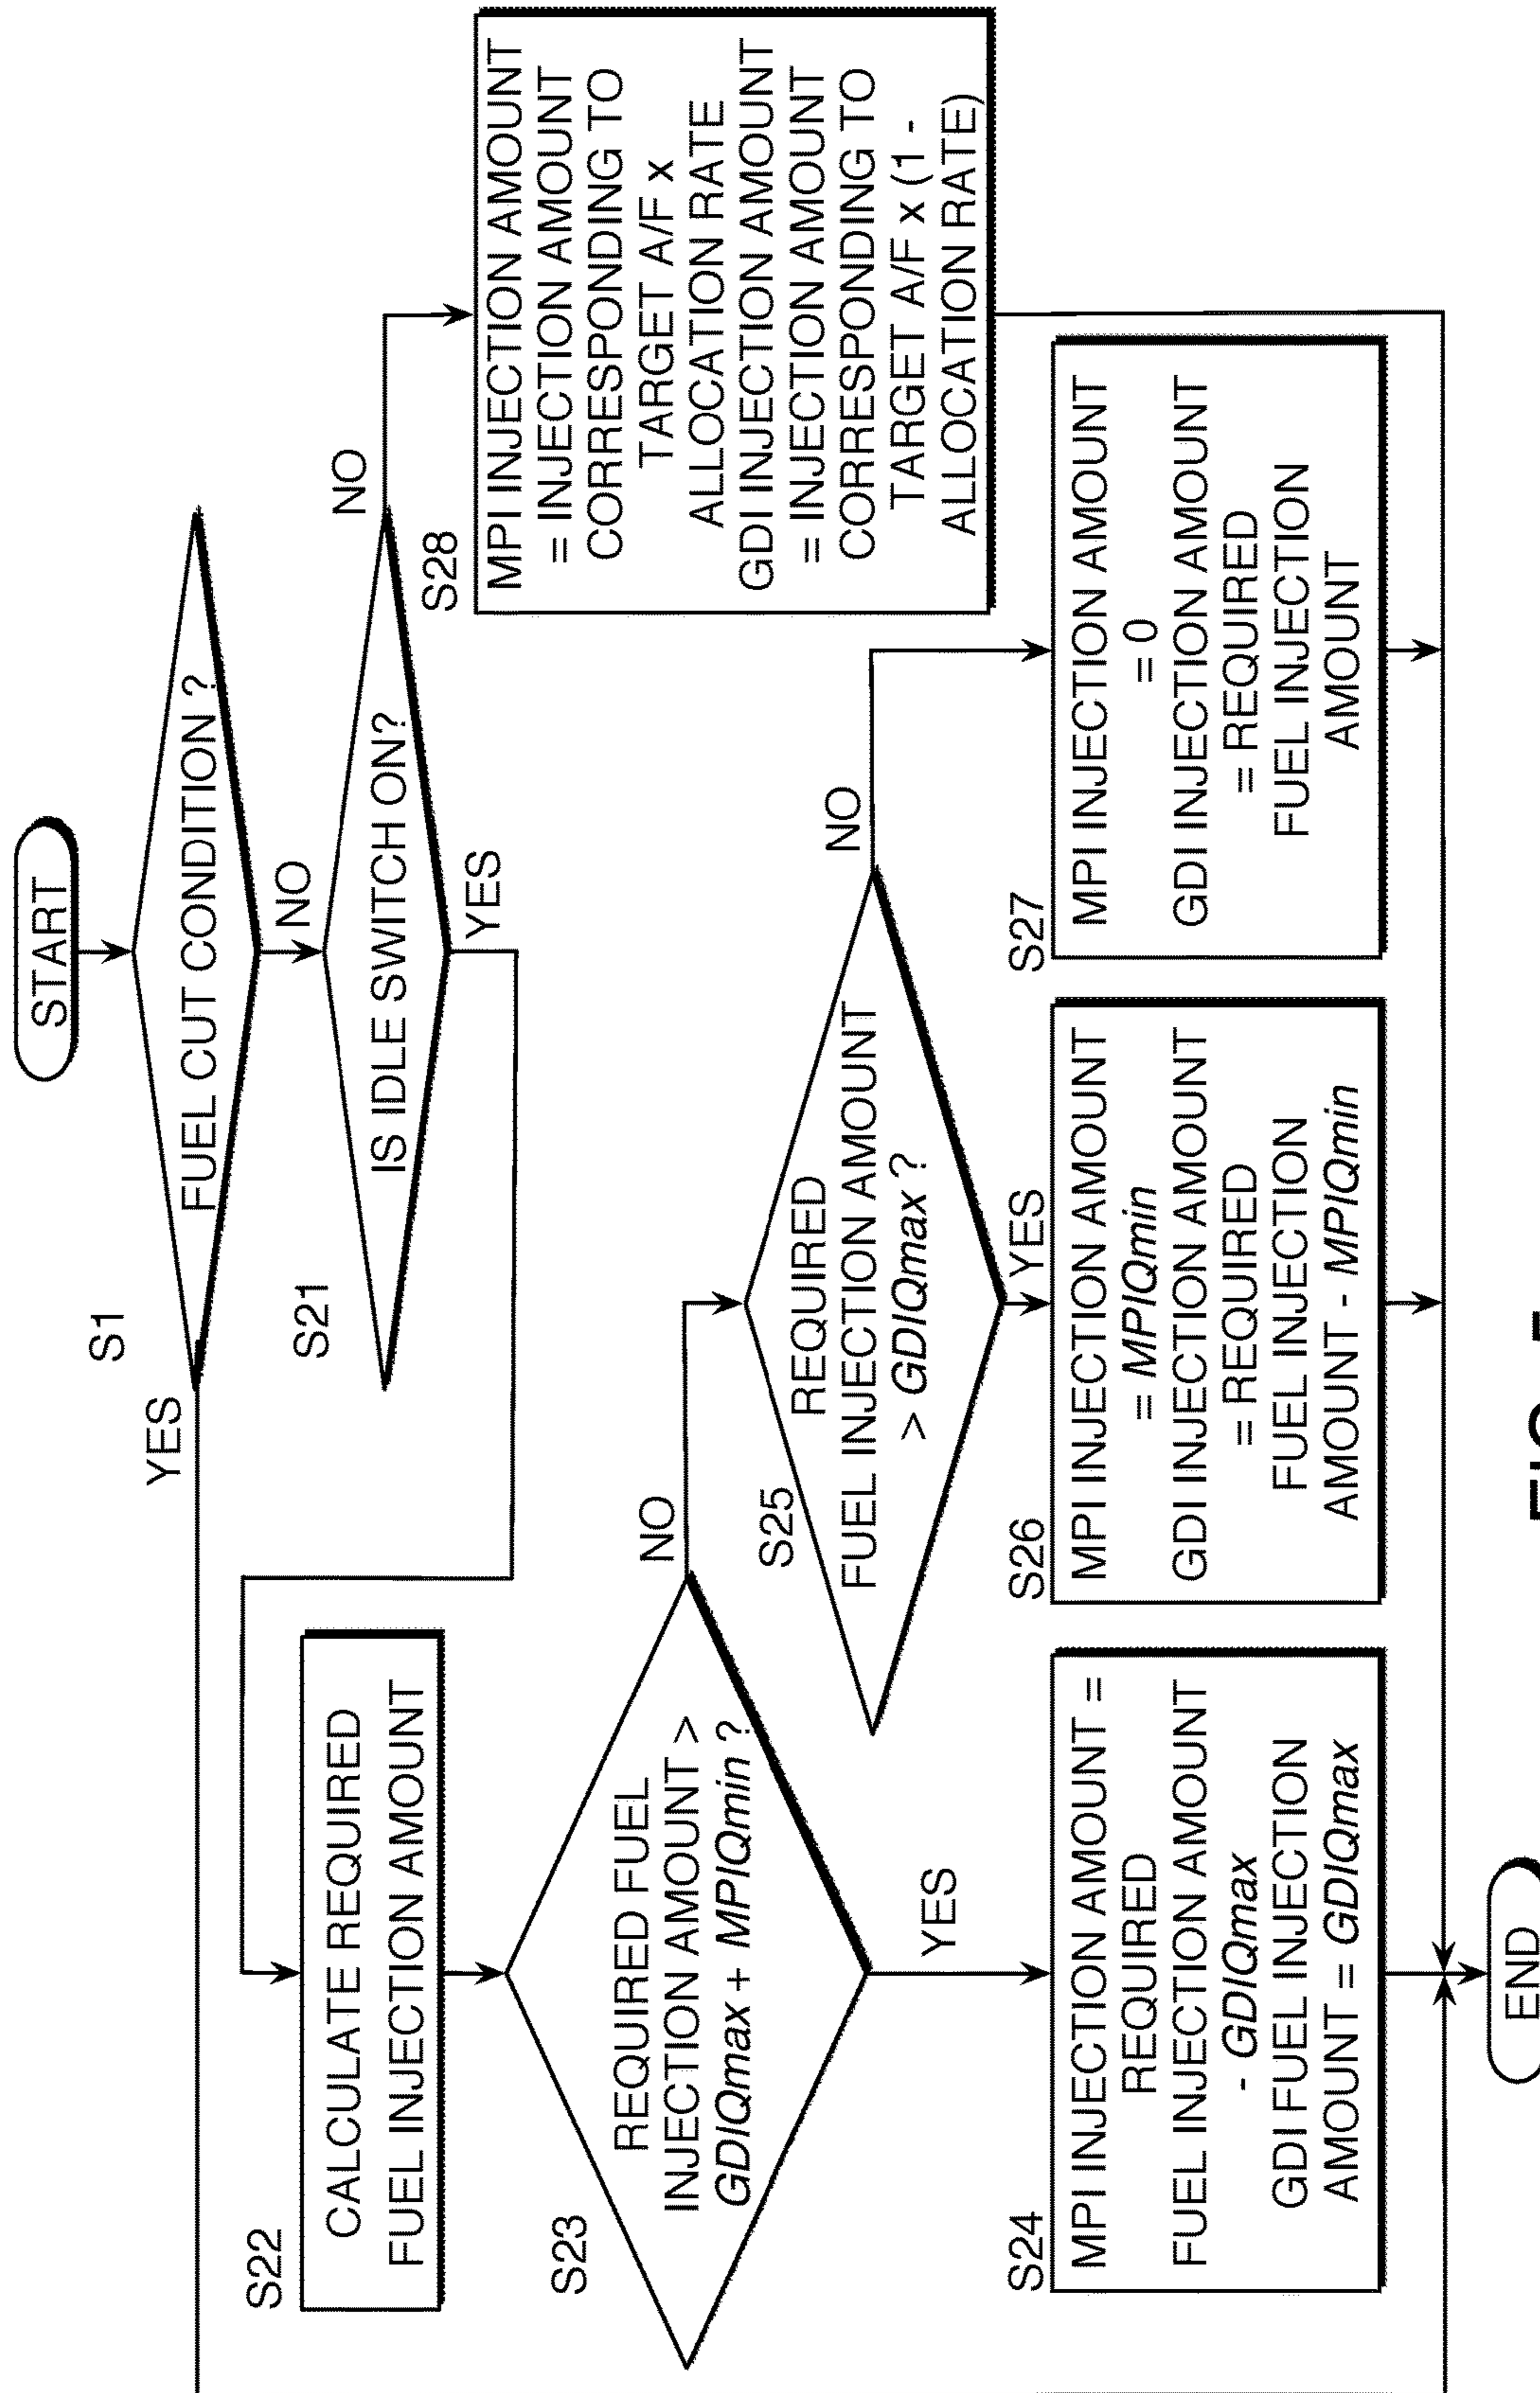 START
S1
FUEL CUT CONDITION ?
YES
NO
S21
IS IDLE SWITCH ON?
NO
YES
S22
CALCULATE REQUIRED
FUEL INJECTION AMOUNT
S23
REQUIRED FUEL
INJECTION AMOUNT >
GDIQmax + MPIQmin ?
NO
YES
S28
MPI INJECTION AMOUNT
= INJECTION AMOUNT
CORRESPONDING TO
TARGET A/F x
ALLOCATION RATE
GDI INJECTION AMOUNT
= INJECTION AMOUNT
CORRESPONDING TO
TARGET A/F x (1 -
ALLOCATION RATE)
S25
REQUIRED
FUEL INJECTION AMOUNT
> GDIQmax ?
NO
YES
S24
MPI INJECTION AMOUNT =
REQUIRED
FUEL INJECTION AMOUNT
- GDIQmax
GDI FUEL INJECTION
AMOUNT = GDIQmax
S26
MPI INJECTION AMOUNT
= MPIQmin
GDI INJECTION AMOUNT
= REQUIRED
FUEL INJECTION
AMOUNT - MPIQmin
S27
MPI INJECTION AMOUNT
= 0
GDI INJECTION AMOUNT
= REQUIRED
FUEL INJECTION
AMOUNT
END